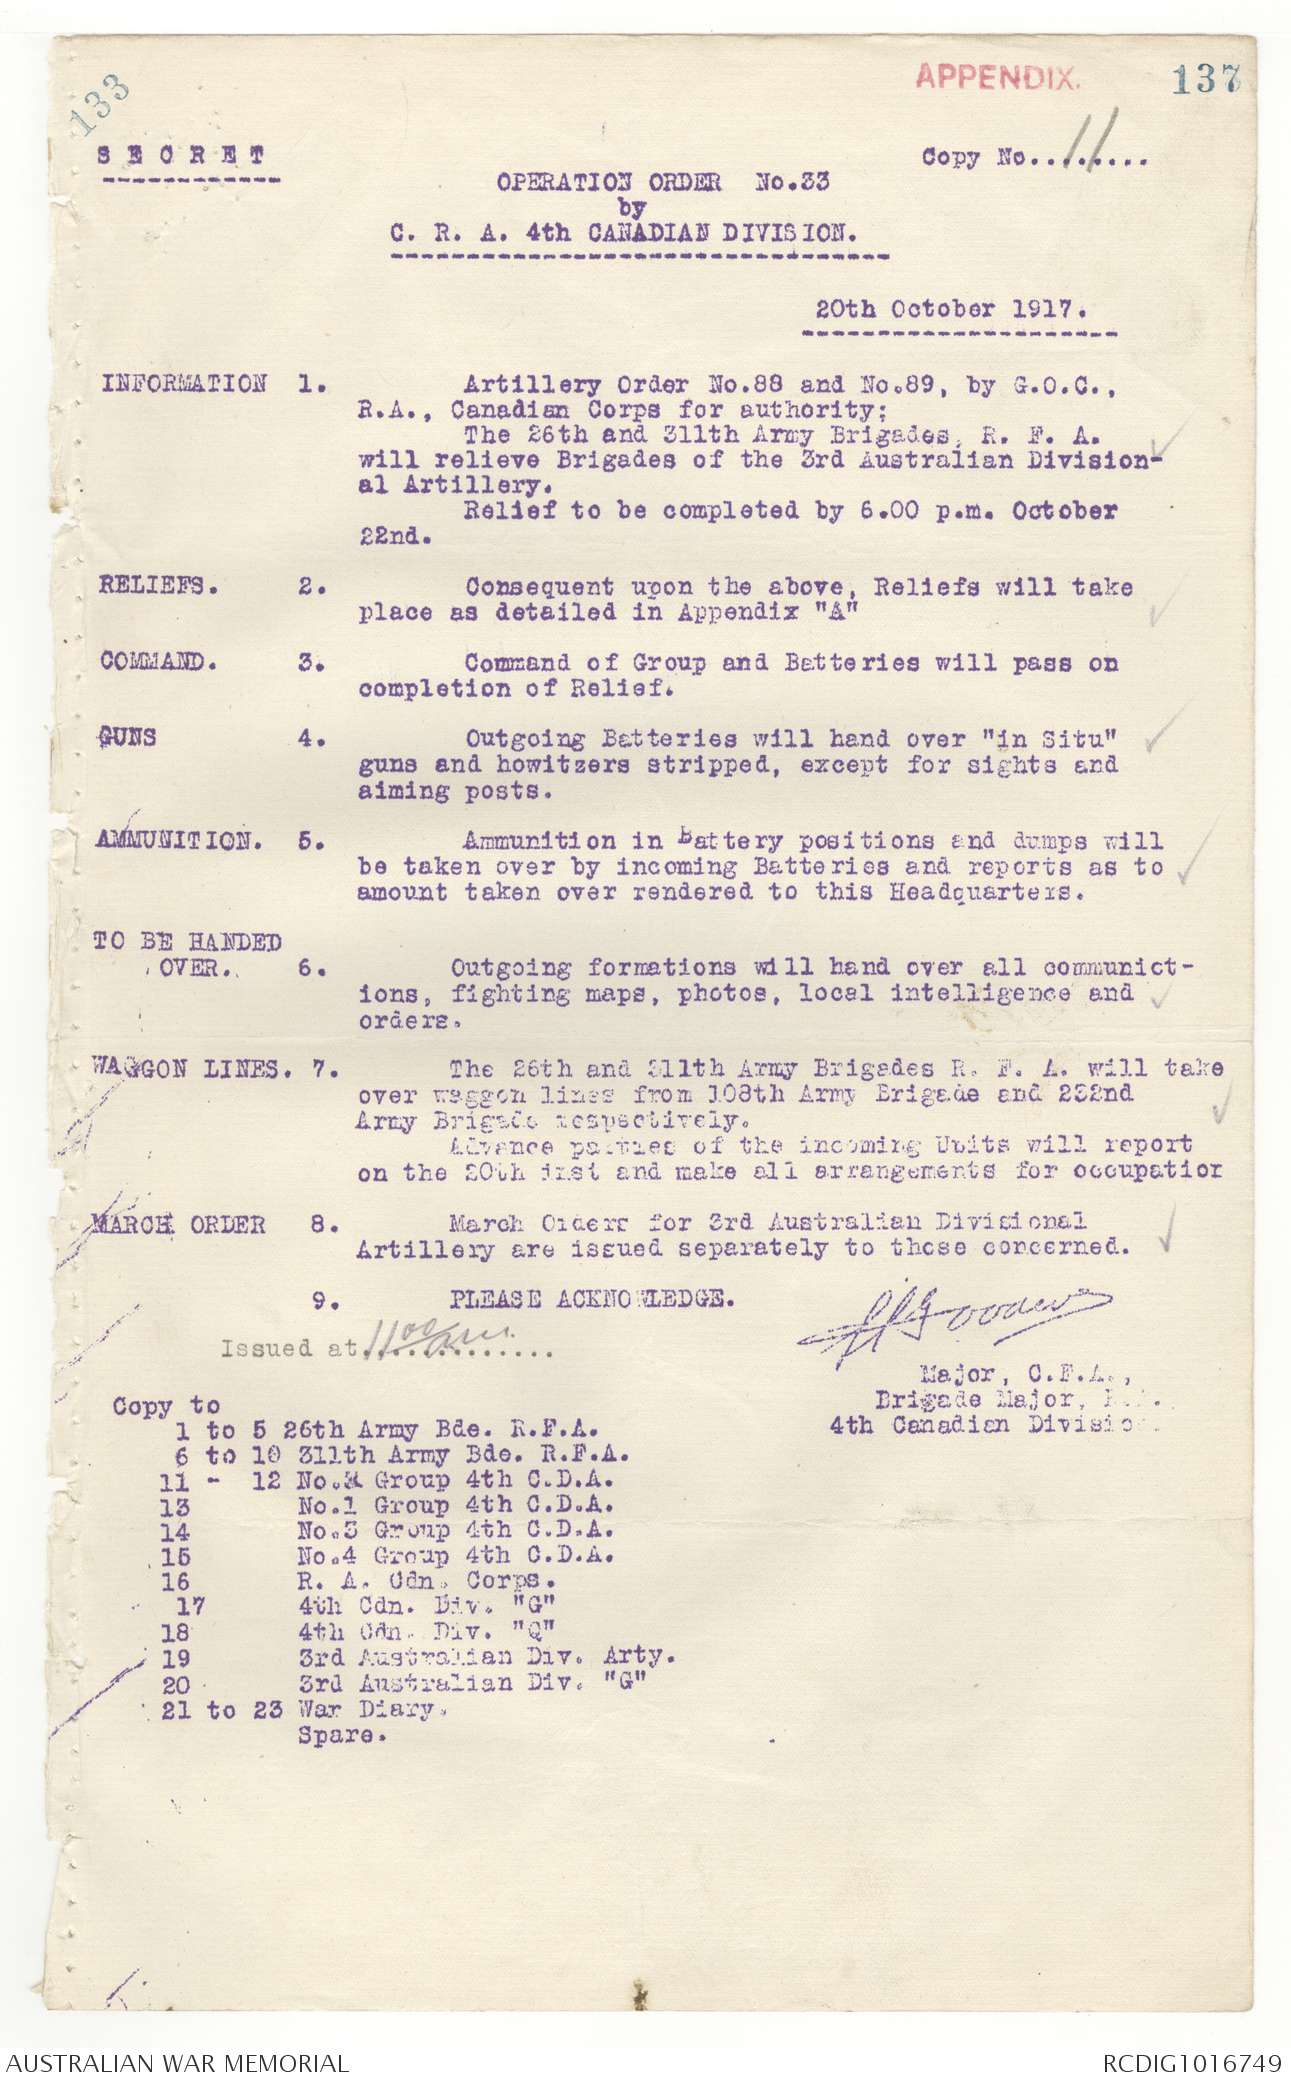 133
APPENDIX.
137
SECRET
Copy No. 11
OPERATION ORDER No.33
by
C. R. A. 4th CANADIAN DIVISION.
20th October 1917.
INFORMATION 1. Artillery Order No.88 and No.89, by G.O.C.,
R.A., Canadian Corps for authority;
The 26th and 311th Army Brigades, R. F. A.
will relieve Brigades of the 3rd Australian Division-
al Artillery.
Relief to be completed by 6.00 p.m. October
22nd.
RELIEFS. 2. Consequent upon the above, Reliefs will take
place as detailed in Appendix "A"
COMMAND. 3. Command of Group and Batteries will pass on
completion of Relief.
GUNS 4. Outgoing Batteries will hand over "in Situ"
guns and howitzers stripped, except for sights and
aiming posts.
AMMUNITION. 5. Ammunition in Battery positions and dumps will
be taken over by incoming Batteries and reports as to
amount taken over rendered to this Headquarters.
TO BE HANDED
OVER. 6. Outgoing formations will hand over all communict-
ions, fighting maps, photos, local intelligence and
orders.
WAGGON LINES. 7. The 26th and 311th Army Brigades R. F. A. will take
over waggon lines from 108th Army Brigade and 232nd
Army Brigade respectively.
Advance parties of the incoming Units will report
on the 20th inst and make all arrangements for occupation
MARCH ORDER 8. March Orders for 3rd Australian Divisional
Artillery are issued separately to those concerned.
9. PLEASE ACKNOWLEDGE.
Issued at 11 00 am.
Major, C.F.A.,
Brigade Major,
4th Canadian Division.
Copy to
1 to 5 26th Army Bde. R.F.A.
6 to 10 311th Army Bde. R.F.A.
11 - 12 No. Group 4th C.D.A.
13 No.1 Group 4th C.D.A.
14 No.3 Group 4th C.D.A.
15 No.4 Group 4th C.D.A.
16 R. A. Cdn. Corps.
17 4th Cdn. Div. "G"
18 4th Cdn. Div. "Q"
19 3rd Australian Div. Arty.
20 3rd Australian Div. "G"
21 to 23 War Diary.
Spare.
AUSTRALIAN WAR MEMORIAL
RCDIG1016749